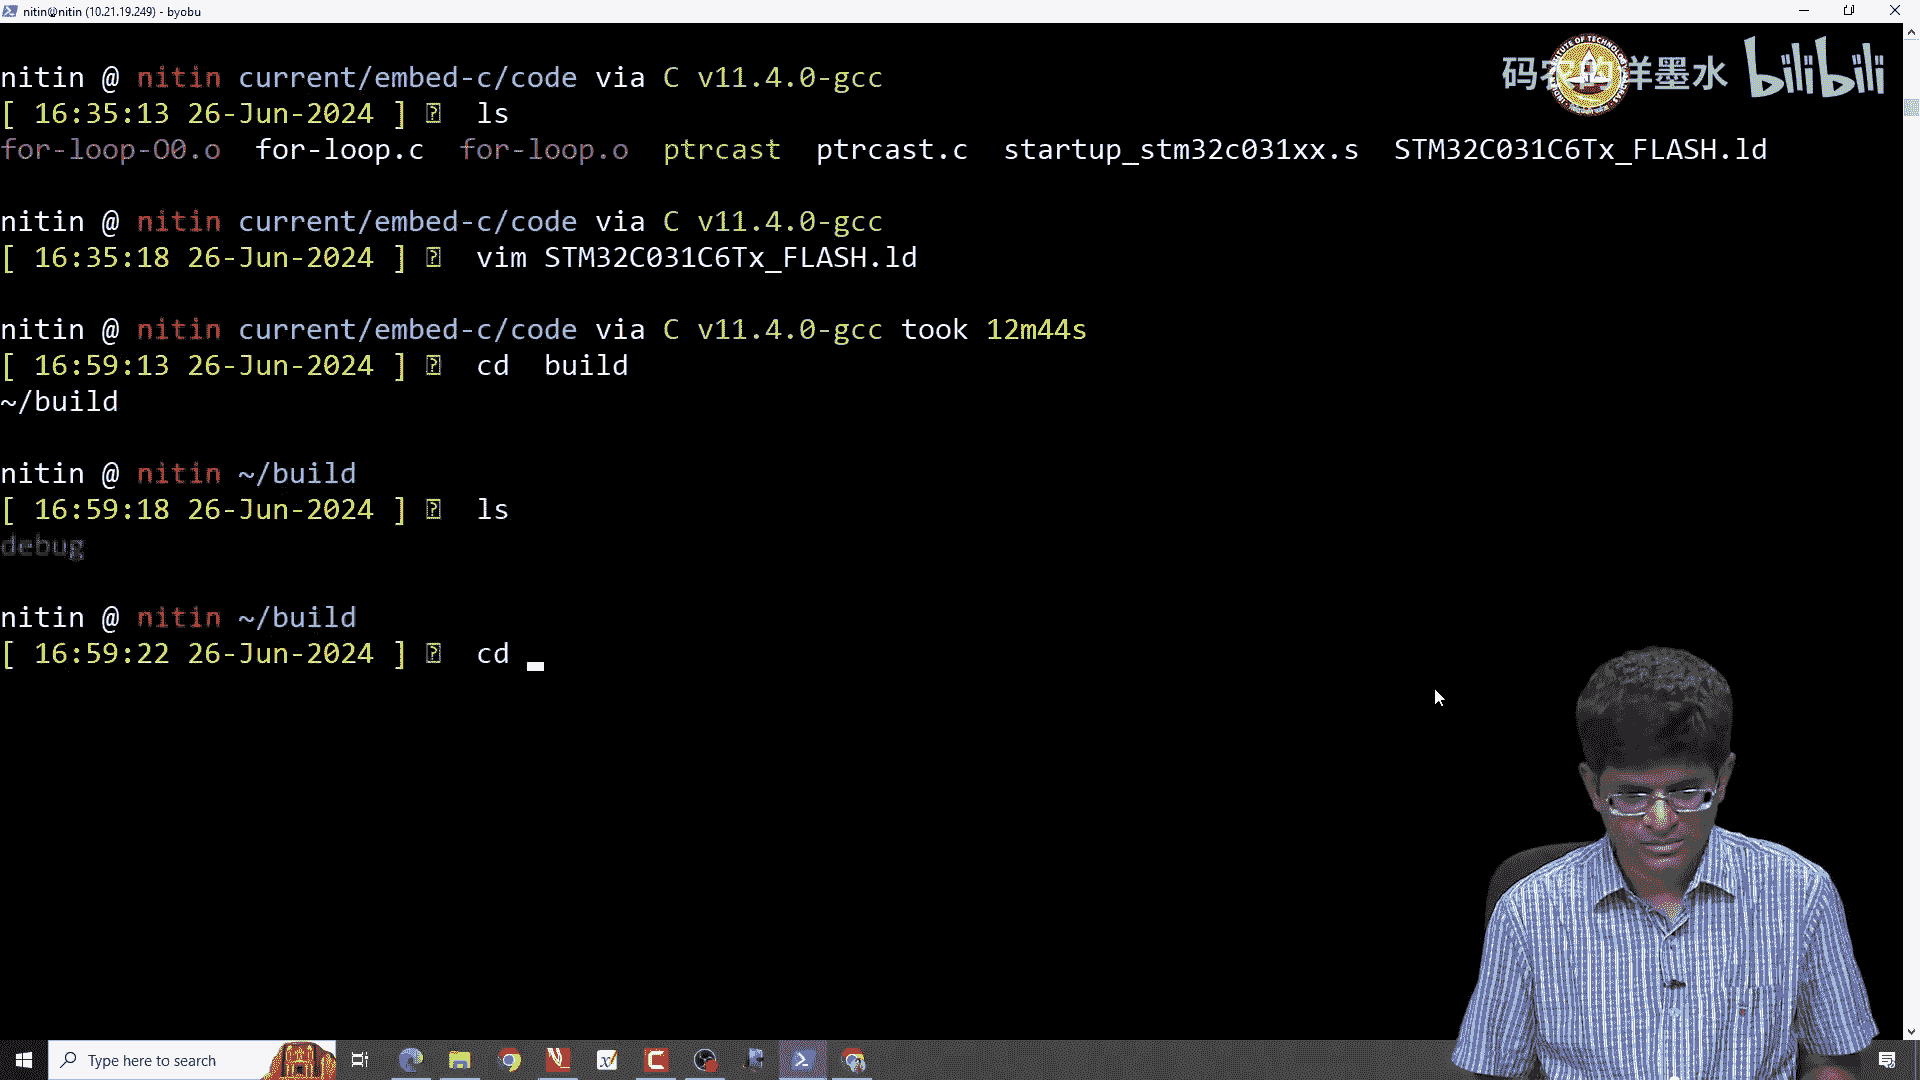 nitin@nitin (10.21.19.249) - byobu
nitin @ nitin current/embed-c/code via C v11.4.0-gcc
[ 16:35:13 26-Jun-2024 ] ls
for-loop-O0.o for-loop.c for-loop.o ptrcast ptrcast.c startup_stm32c031xx.s STM32C031C6Tx_FLASH.ld
nitin @ nitin current/embed-c/code via C v11.4.0-gcc
[ 16:35:18 26-Jun-2024 ] vim STM32C031C6Tx_FLASH.ld
nitin @ nitin current/embed-c/code via C v11.4.0-gcc took 12m44s
[ 16:59:13 26-Jun-2024 ] cd build
~/build
nitin @ nitin ~/build
[ 16:59:18 26-Jun-2024 ] ls
debug
nitin @ nitin ~/build
[ 16:59:22 26-Jun-2024 ] cd
bilibili
Type here to search